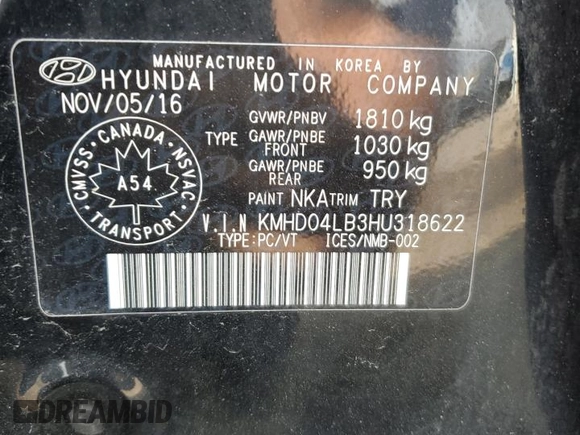 MANUFACTURED IN KOREA BY
HYUNDAI MOTOR COMPANY
NOV/05/16
GVWR/PNBV 1810 kg
TYPE GAWR/PNBE FRONT 1030 kg
GAWR/PNBE REAR 950 kg
CMVSS·CANADA·NSVAC
A54
TRANSPORT
PAINT NKA TRIM TRY
V.I.N KMHD04LB3HU318622
TYPE:PC/VT ICES/NMB-002
DREAMBID